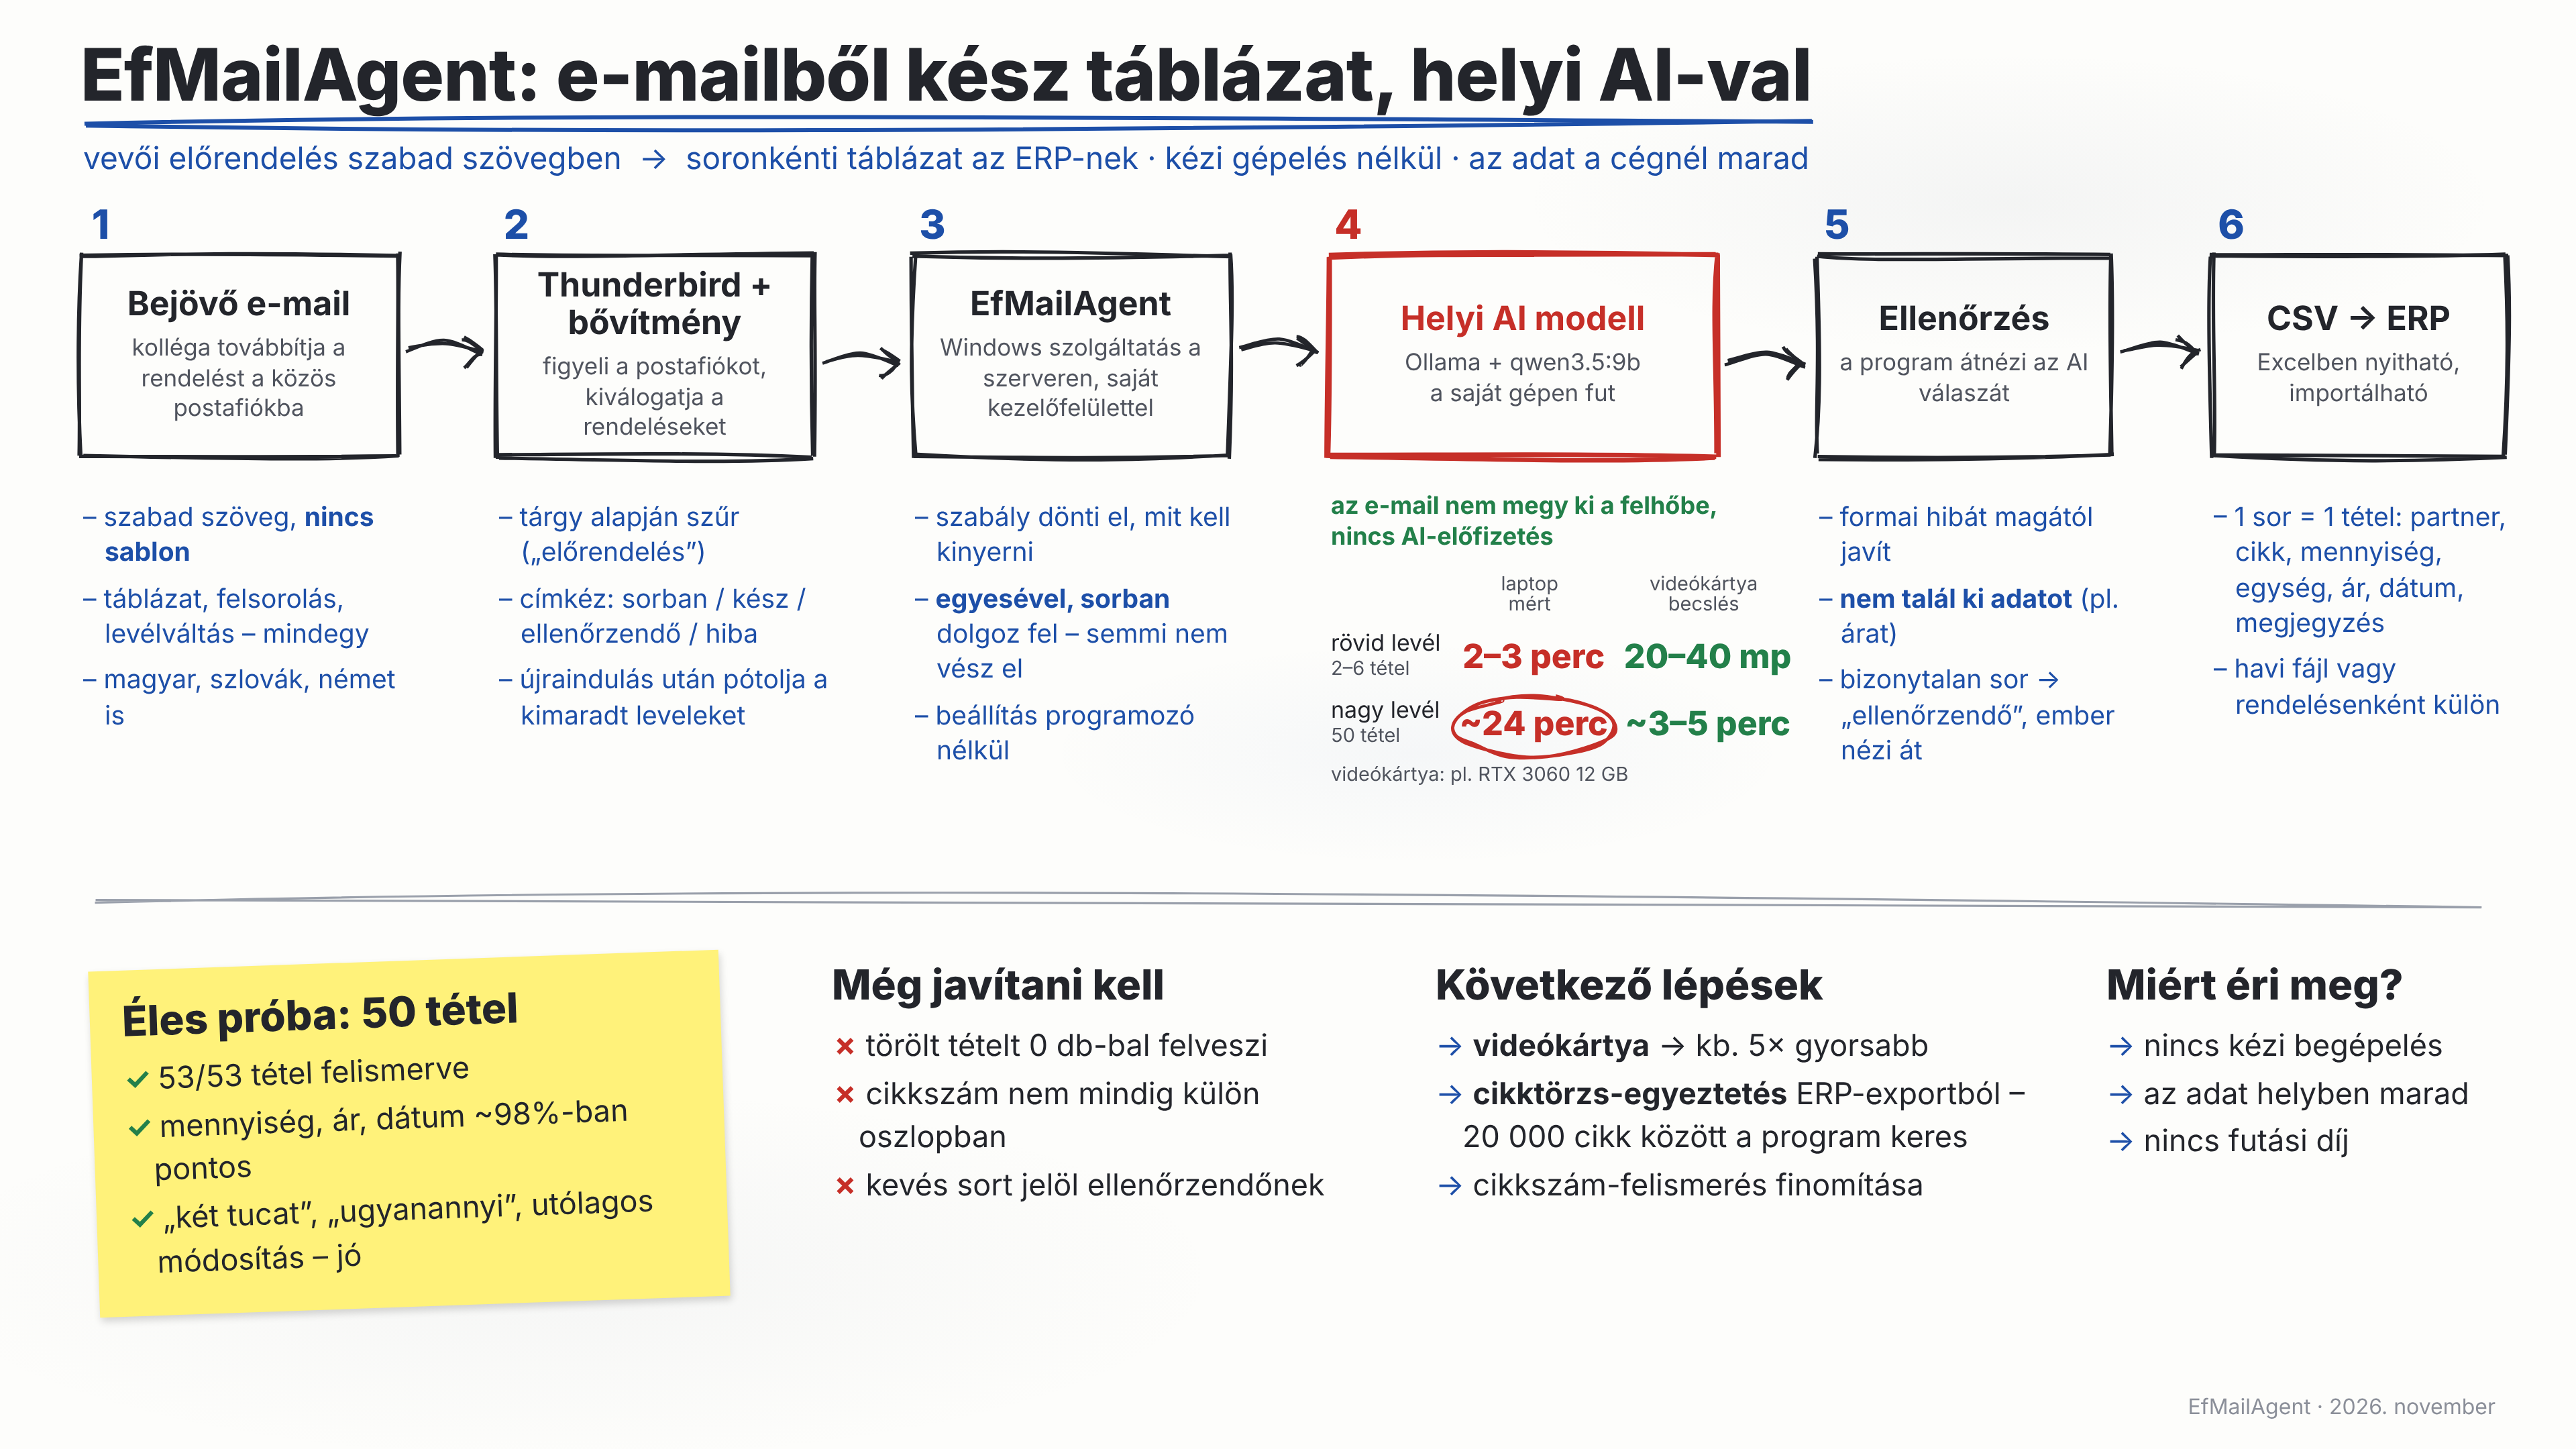 EfMailAgent: e-mailből kész táblázat, helyi AI-val
vevői előrendelés szabad szövegben → soronkénti táblázat az ERP-nek · kézi gépelés nélkül · az adat a cégnél marad
1
Bejövő e-mail
kolléga továbbítja a
rendelést a közös
postafiókba
– szabad szöveg, nincs
sablon
– táblázat, felsorolás,
levélváltás – mindegy
– magyar, szlovák, német
is
2
Thunderbird +
bővítmény
figyeli a postafiókot,
kiválogatja a
rendeléseket
– tárgy alapján szűr
(„előrendelés”)
– címkéz: sorban / kész /
ellenőrzendő / hiba
– újraindulás után pótolja a
kimaradt leveleket
3
EfMailAgent
Windows szolgáltatás a
szerveren, saját
kezelőfelülettel
– szabály dönti el, mit kell
kinyerni
– egyesével, sorban
dolgoz fel – semmi nem
vész el
– beállítás programozó
nélkül
4
Helyi AI modell
Ollama + qwen3.5:9b
a saját gépen fut
az e-mail nem megy ki a felhőbe,
nincs AI-előfizetés
laptop videókártya
mért becslés
rövid levél 2–3 perc 20–40 mp
2–6 tétel
nagy levél ~24 perc ~3–5 perc
50 tétel
videókártya: pl. RTX 3060 12 GB
5
Ellenőrzés
a program átnézi az AI
válaszát
– formai hibát magától
javít
– nem talál ki adatot (pl.
árat)
– bizonytalan sor →
„ellenőrzendő”, ember
nézi át
6
CSV → ERP
Excelben nyitható,
importálható
– 1 sor = 1 tétel: partner,
cikk, mennyiség,
egység, ár, dátum,
megjegyzés
– havi fájl vagy
rendelésenként külön
Éles próba: 50 tétel
✓ 53/53 tétel felismerve
✓ mennyiség, ár, dátum ~98%-ban
pontos
✓ „két tucat”, „ugyanannyi”, utólagos
módosítás – jó
Még javítani kell
× törölt tételt 0 db-bal felveszi
× cikkszám nem mindig külön
oszlopban
× kevés sort jelöl ellenőrzendőnek
Következő lépések
→ videókártya → kb. 5× gyorsabb
→ cikktörzs-egyeztetés ERP-exportból –
20 000 cikk között a program keres
→ cikkszám-felismerés finomítása
Miért éri meg?
→ nincs kézi begépelés
→ az adat helyben marad
→ nincs futási díj
EfMailAgent · 2026. november